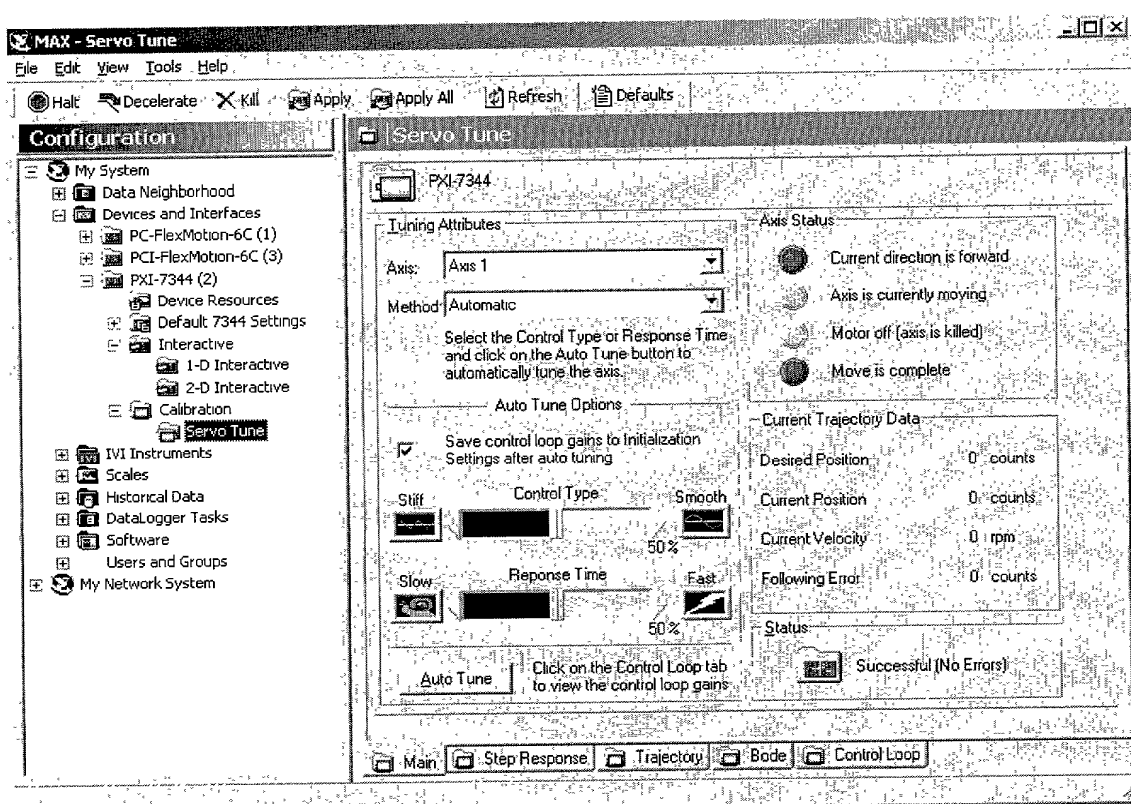 MAX - Servo Tune
File Edit View Tools Help
Halt Decelerate Kill Apply Apply All Refresh Defaults
Configuration
My System
Data Neighborhood
Devices and Interfaces
PC-FlexMotion-6C (1)
PCI-FlexMotion-6C (3)
PXI-7344 (2)
Device Resources
Default 7344 Settings
Interactive
1-D Interactive
2-D Interactive
Calibration
Servo Tune
IVI Instruments
Scales
Historical Data
DataLogger Tasks
Software
Users and Groups
My Network System
Servo Tune
PXI-7344
Tuning Attributes
Axis: Axis 1
Method Automatic
Select the Control Type or Response Time
and click on the Auto Tune button to
automatically tune the axis.
Auto Tune Options
Save control loop gains to Initialization
Settings after auto tuning
Stiff Control Type Smooth
50 %
Slow Reponse Time Fast
50 %
Auto Tune
Click on the Control Loop tab
to view the control loop gains
Axis Status
Current direction is forward
Axis is currently moving
Motor off (axis is killed)
Move is complete
Current Trajectory Data
Desired Position 0 counts
Current Position 0 counts
Current Velocity 0 rpm
Following Error 0 counts
Status
Successful (No Errors)
Main Step Response Trajectory Bode Control Loop